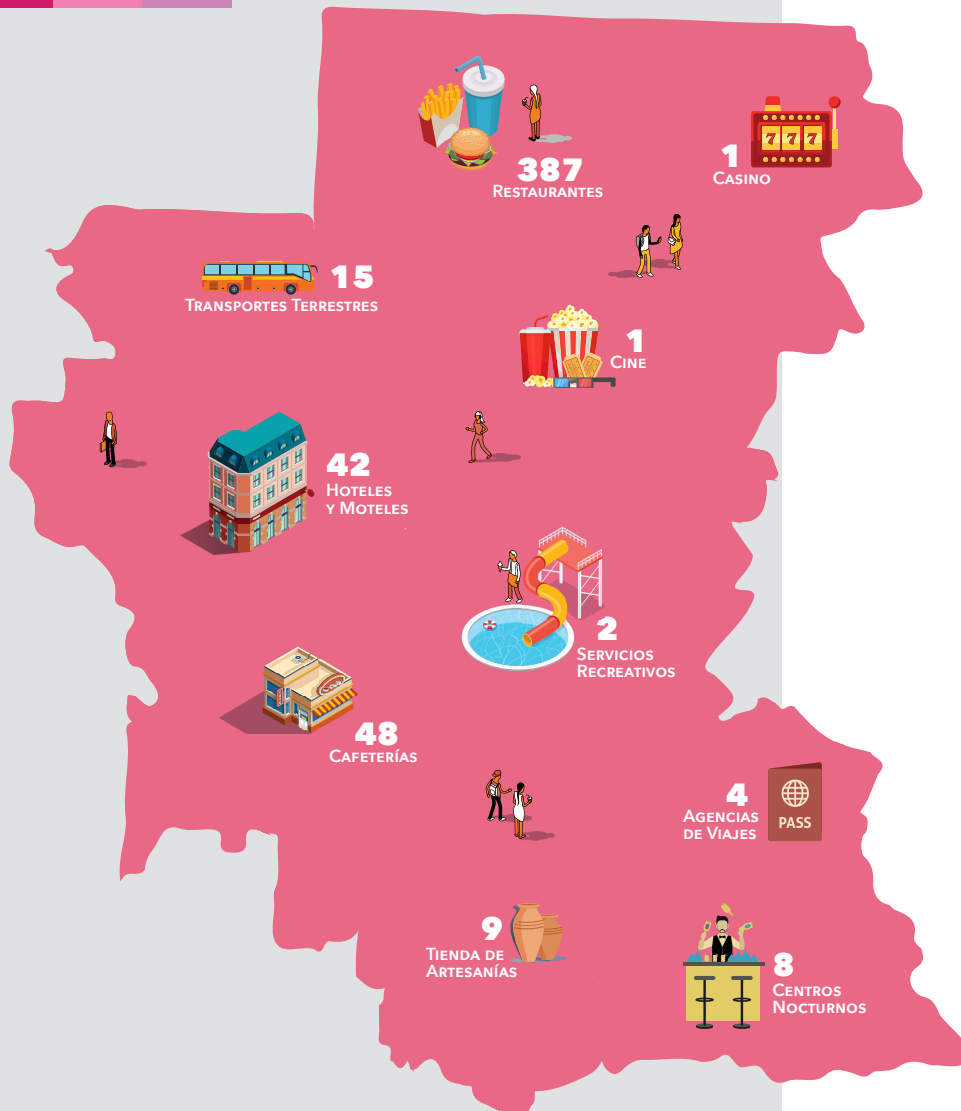 387
Restaurantes
777
1
Casino
15
Transportes Terrestres
1
Cine
42
Hoteles
y Moteles
2
Servicios
Recreativos
48
Cafeterías
4
Agencias
de Viajes
PASS
9
Tienda de
Artesanías
8
Centros
Nocturnos